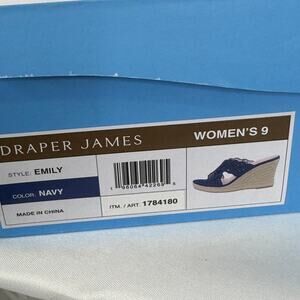 DRAPER JAMES
WOMEN'S 9
STYLE: EMILY
COLOR: NAVY
MADE IN CHINA
ITM. / ART. 1784180